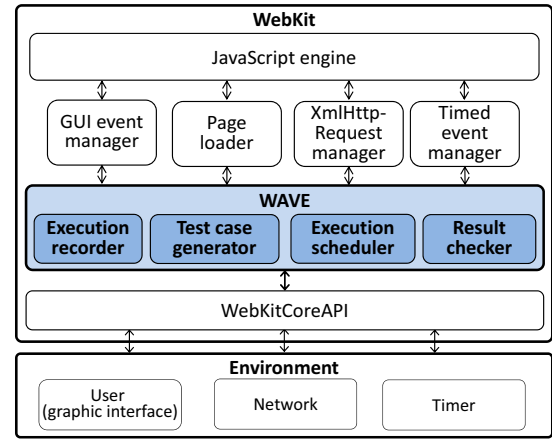 WebKit
JavaScript engine
GUI event
manager
Page
loader
XmlHttp-
Request
manager
Timed
event
manager
WAVE
Execution
recorder
Test case
generator
Execution
scheduler
Result
checker
WebKitCoreAPI
Environment
User
(graphic interface)
Network
Timer